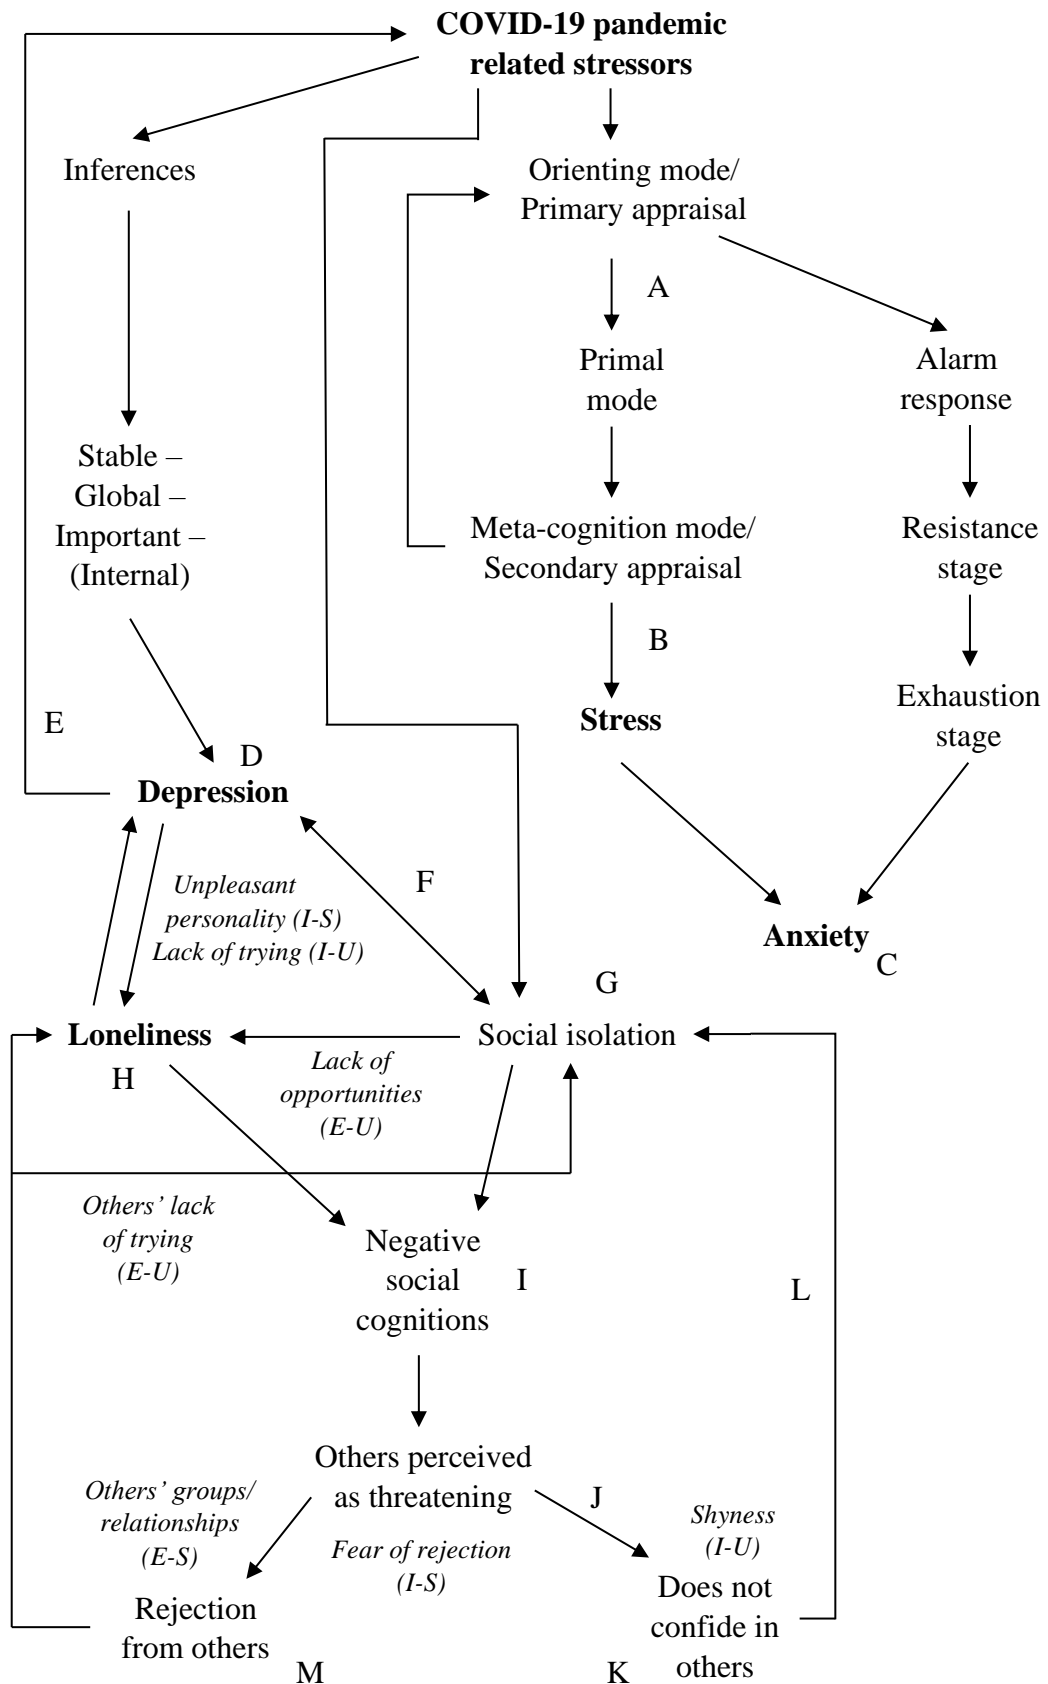 COVID-19 pandemic
related stressors
Inferences
Orienting mode/
Primary appraisal
A
Primal
mode
Alarm
response
Stable –
Global –
Important –
(Internal)
Meta-cognition mode/
Secondary appraisal
Resistance
stage
B
Stress
Exhaustion
stage
E
D
Depression
F
Unpleasant
personality (I-S)
Lack of trying (I-U)
Anxiety
C
G
Loneliness
Social isolation
H
Lack of
opportunities
(E-U)
Others’ lack
of trying
(E-U)
Negative
social
cognitions
I
L
Others perceived
as threatening
J
Others’ groups/
relationships
(E-S)
Fear of rejection
(I-S)
Shyness
(I-U)
Rejection
from others
M
Does not
confide in
others
K